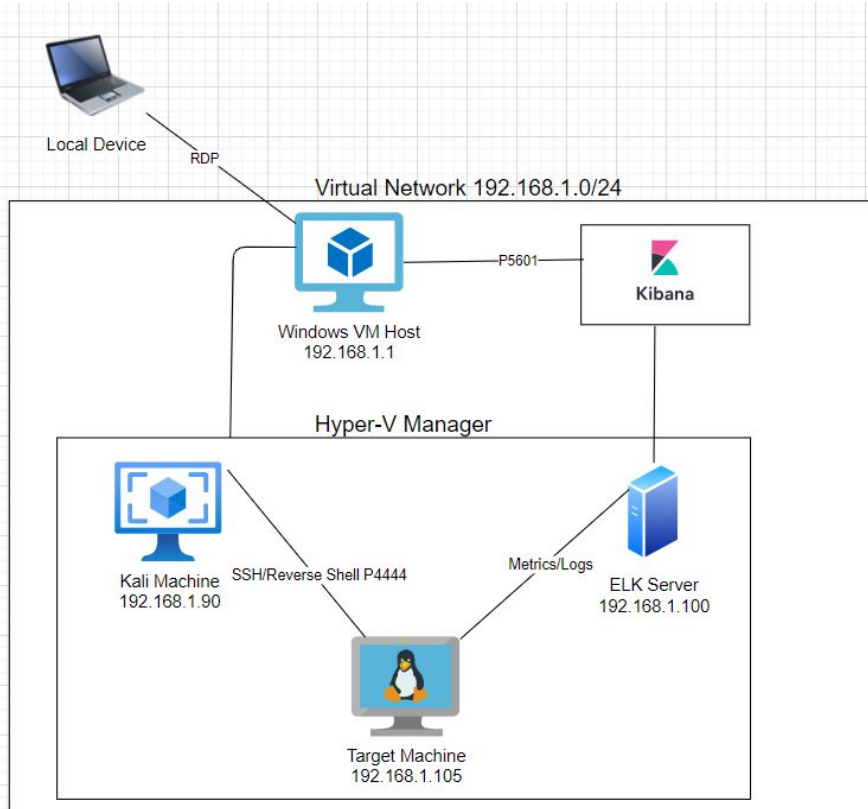 Local Device
RDP
Virtual Network 192.168.1.0/24
P5601
Kibana
Windows VM Host
192.168.1.1
Hyper-V Manager
Kali Machine
192.168.1.90
SSH/Reverse Shell P4444
Metrics/Logs
ELK Server
192.168.1.100
Target Machine
192.168.1.105